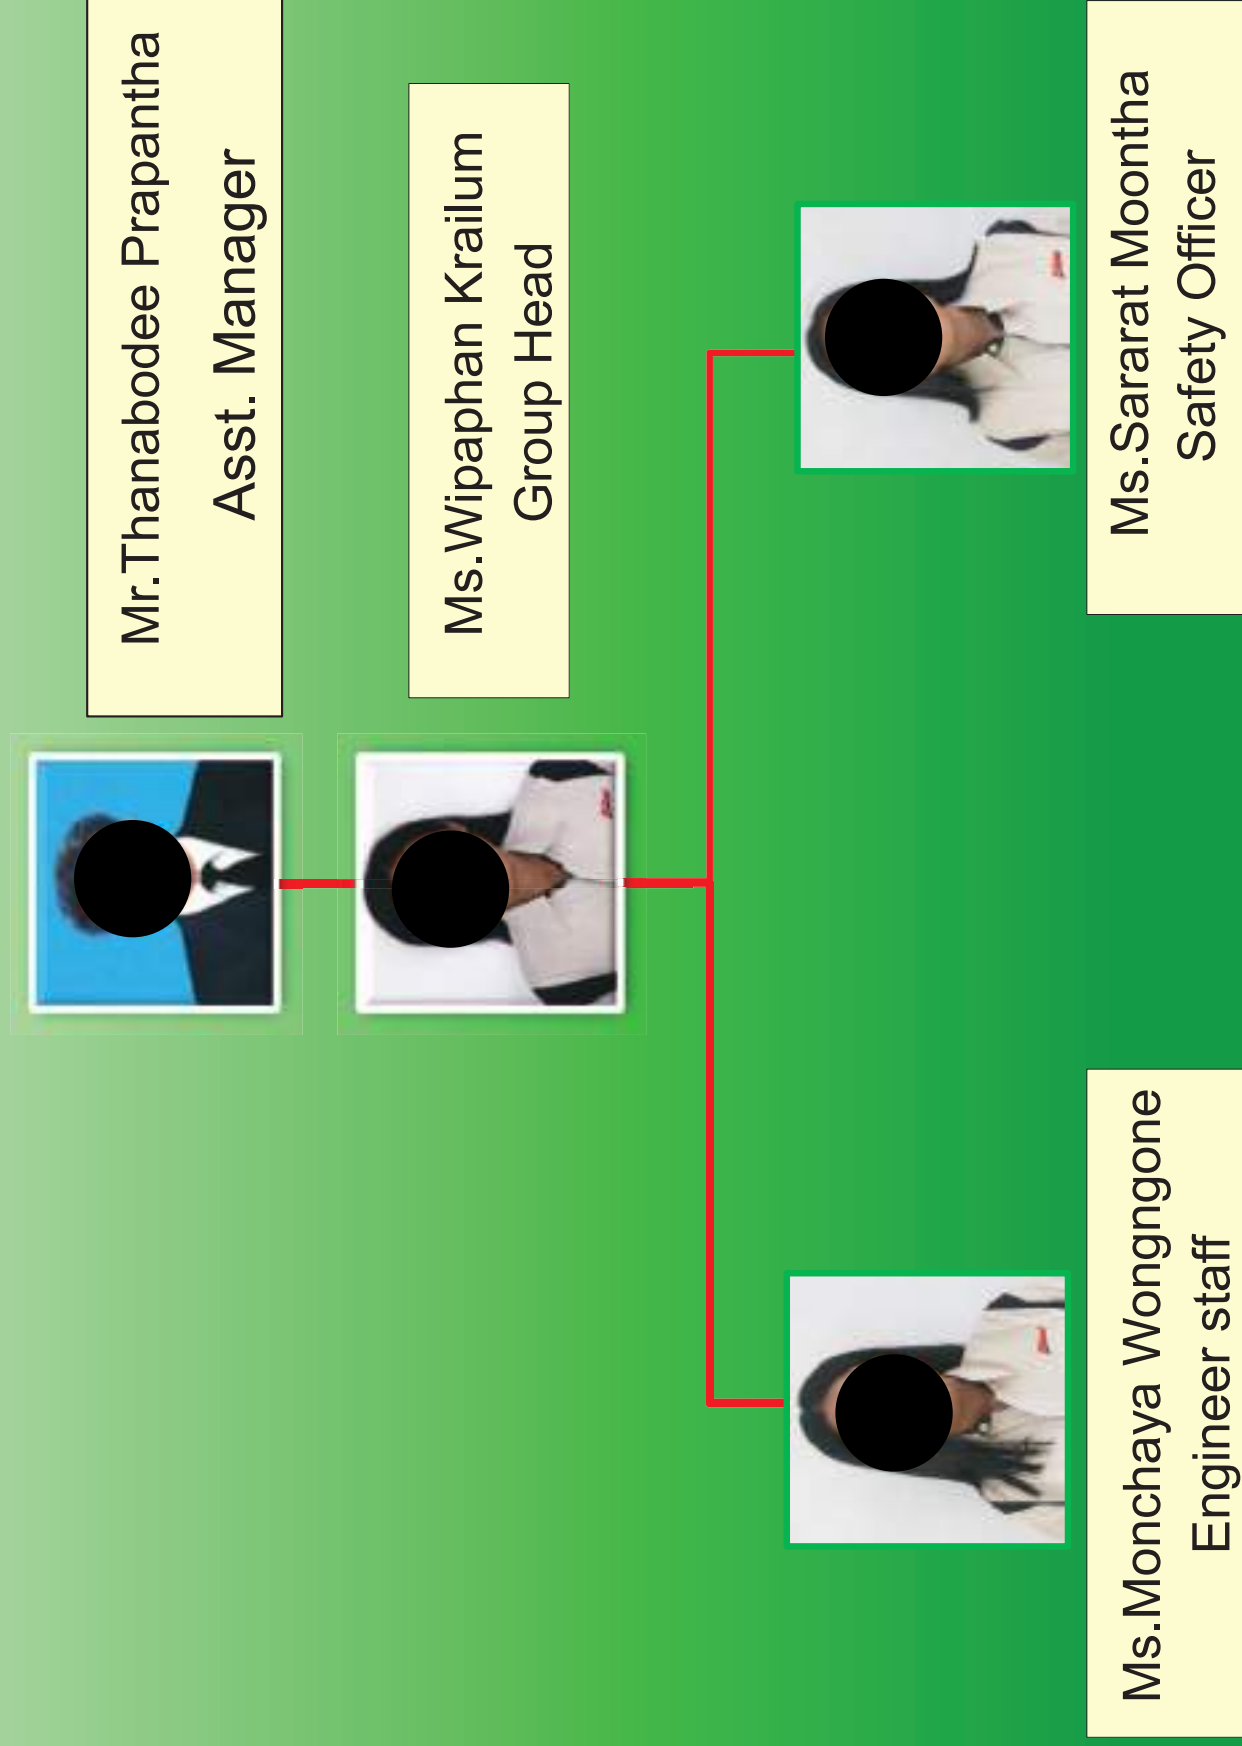 Mr.Thanabodee Prapantha
Asst. Manager
Ms.Wipaphan Krailum
Group Head
Ms.Monchaya Wongngone
Engineer staff
Ms.Sararat Moontha
Safety Officer